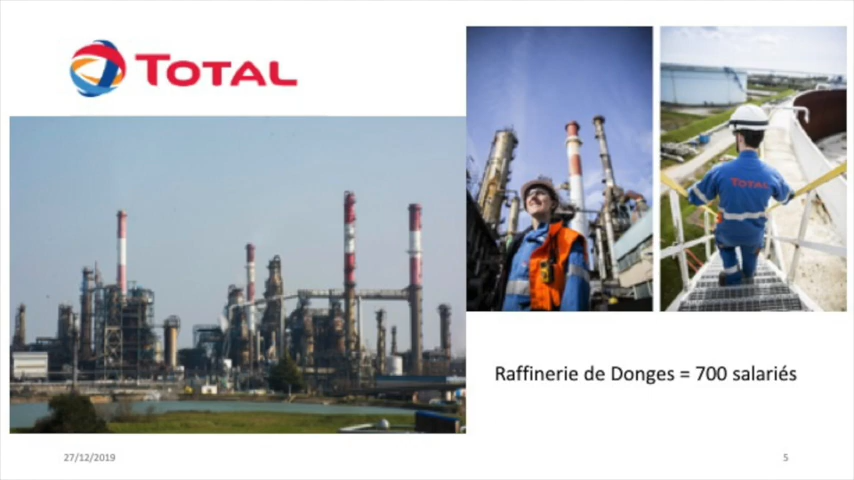 TOTAL
TOTAL
Raffinerie de Donges = 700 salariés
27/12/2019
5